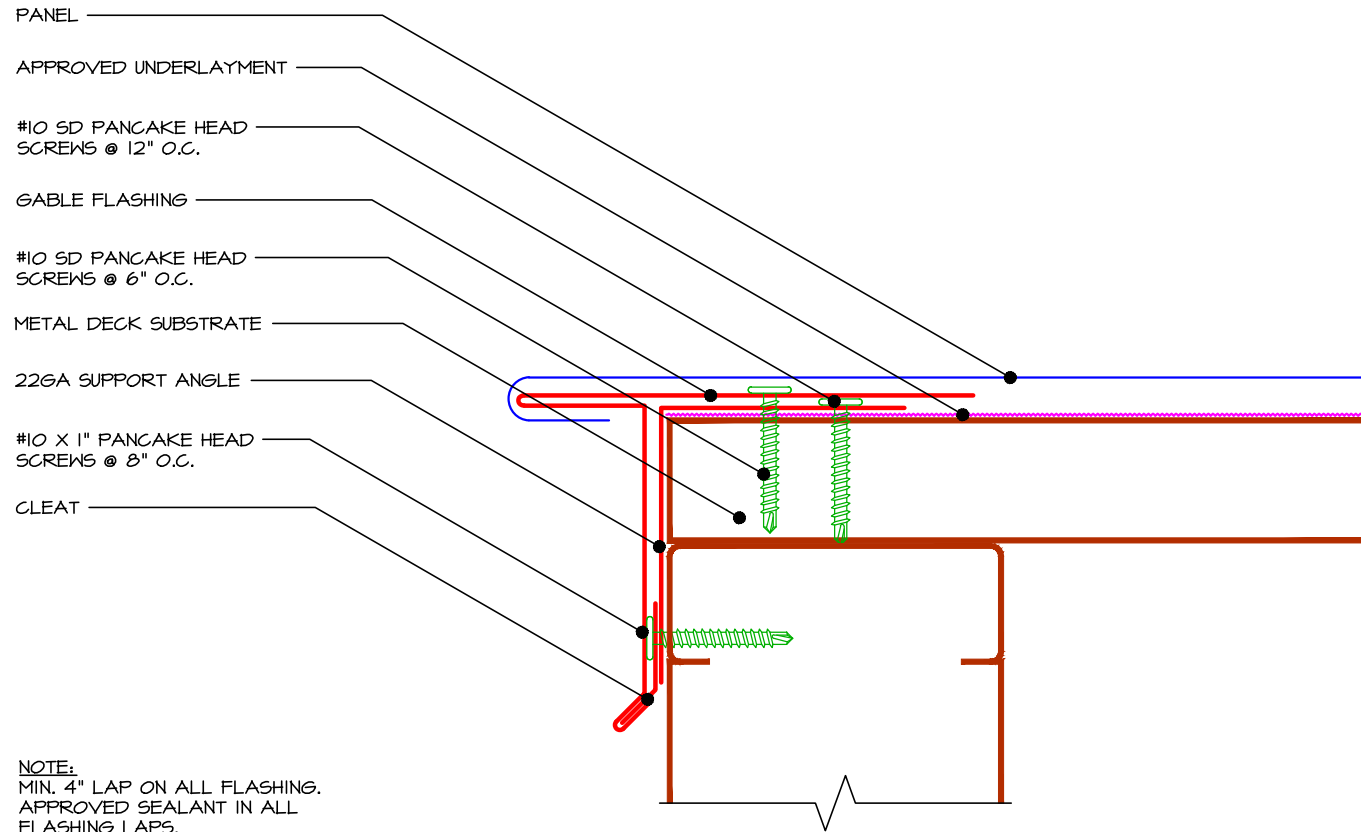 PANEL
APPROVED UNDERLAYMENT
#10 SD PANCAKE HEAD
SCREWS @ 12" O.C.
GABLE FLASHING
#10 SD PANCAKE HEAD
SCREWS @ 6" O.C.
METAL DECK SUBSTRATE
22GA SUPPORT ANGLE
#10 X 1" PANCAKE HEAD
SCREWS @ 8" O.C.
CLEAT
NOTE:
MIN. 4" LAP ON ALL FLASHING.
APPROVED SEALANT IN ALL
FLASHING LAPS.